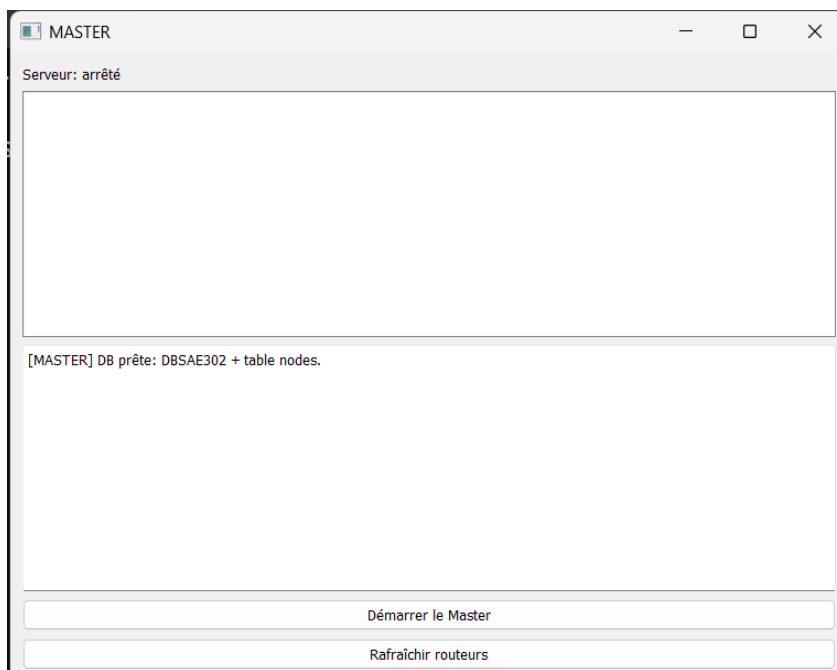 MASTER
Serveur: arrêté
[MASTER] DB prête: DBSAE302 + table nodes.
Démarrer le Master
Rafraîchir routeurs